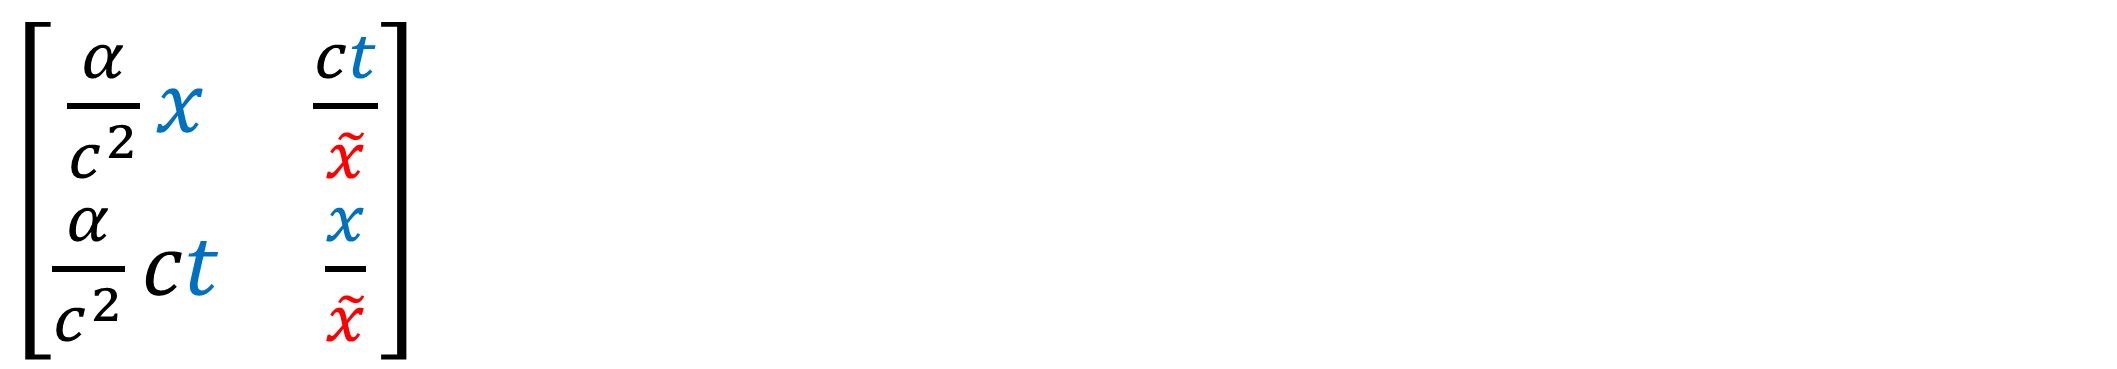 [ α/c² x   ct/x̃ ]
[ α/c² ct   x/x̃ ]